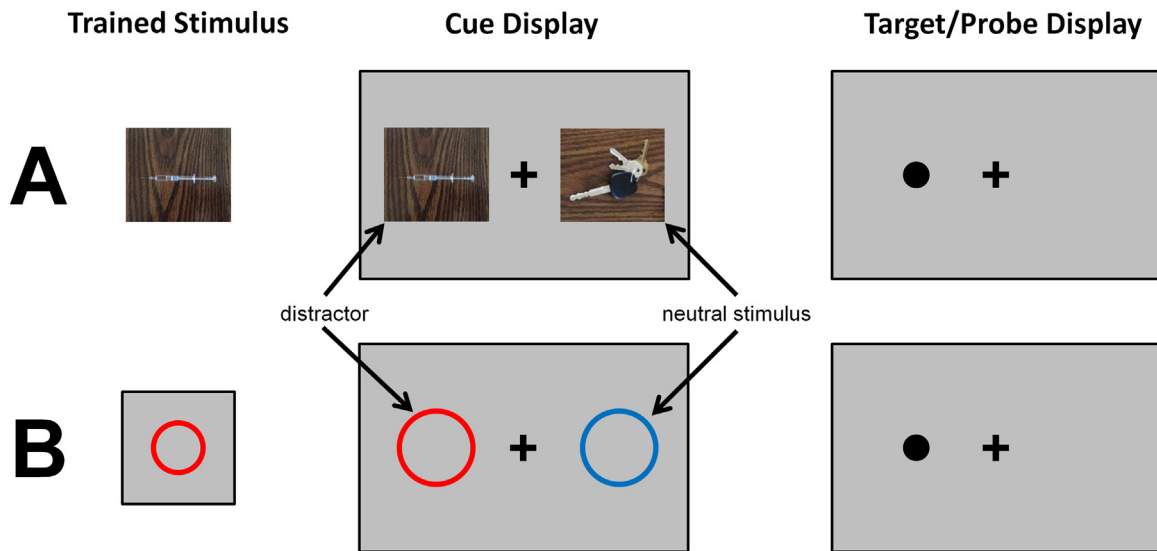 Trained Stimulus
Cue Display
Target/Probe Display
A
+
+
distractor
neutral stimulus
B
+
+